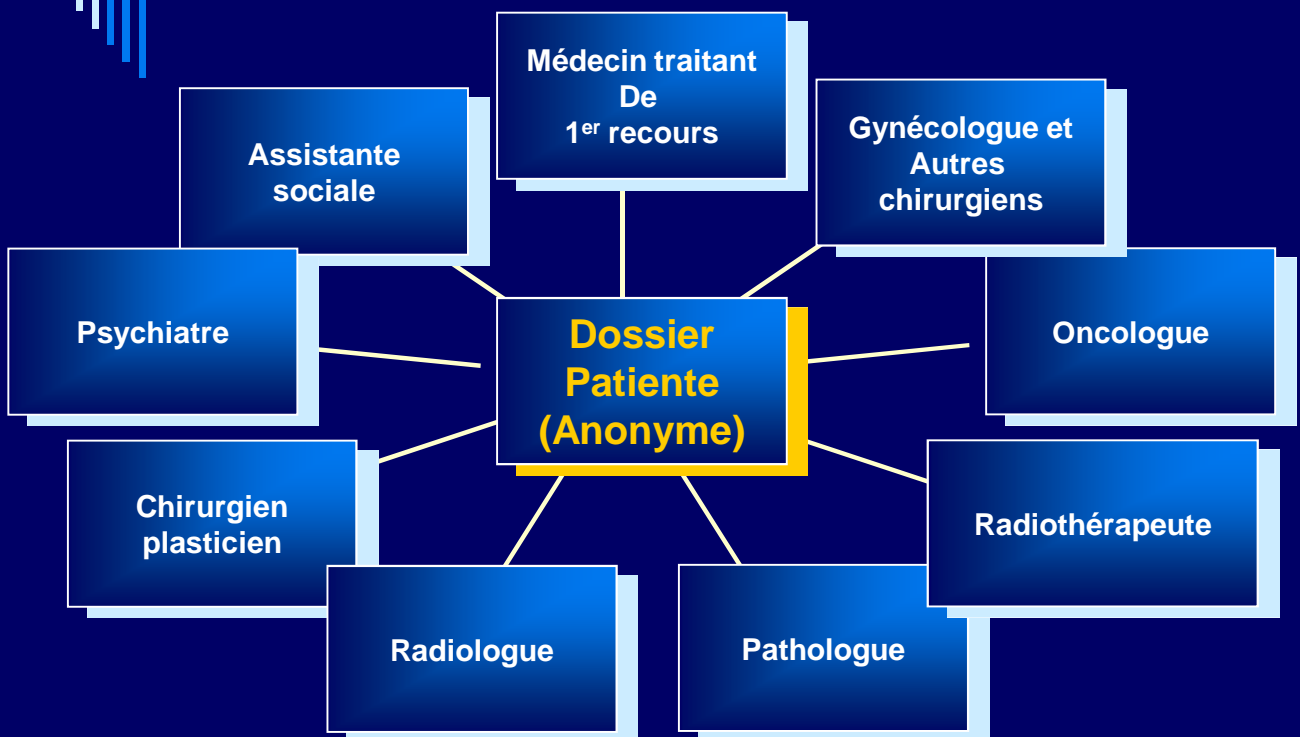 Médecin traitant
De
1er recours
Gynécologue et
Autres
chirurgiens
Assistante
sociale
Psychiatre
Dossier
Patiente
(Anonyme)
Oncologue
Chirurgien
plasticien
Radiothérapeute
Radiologue
Pathologue